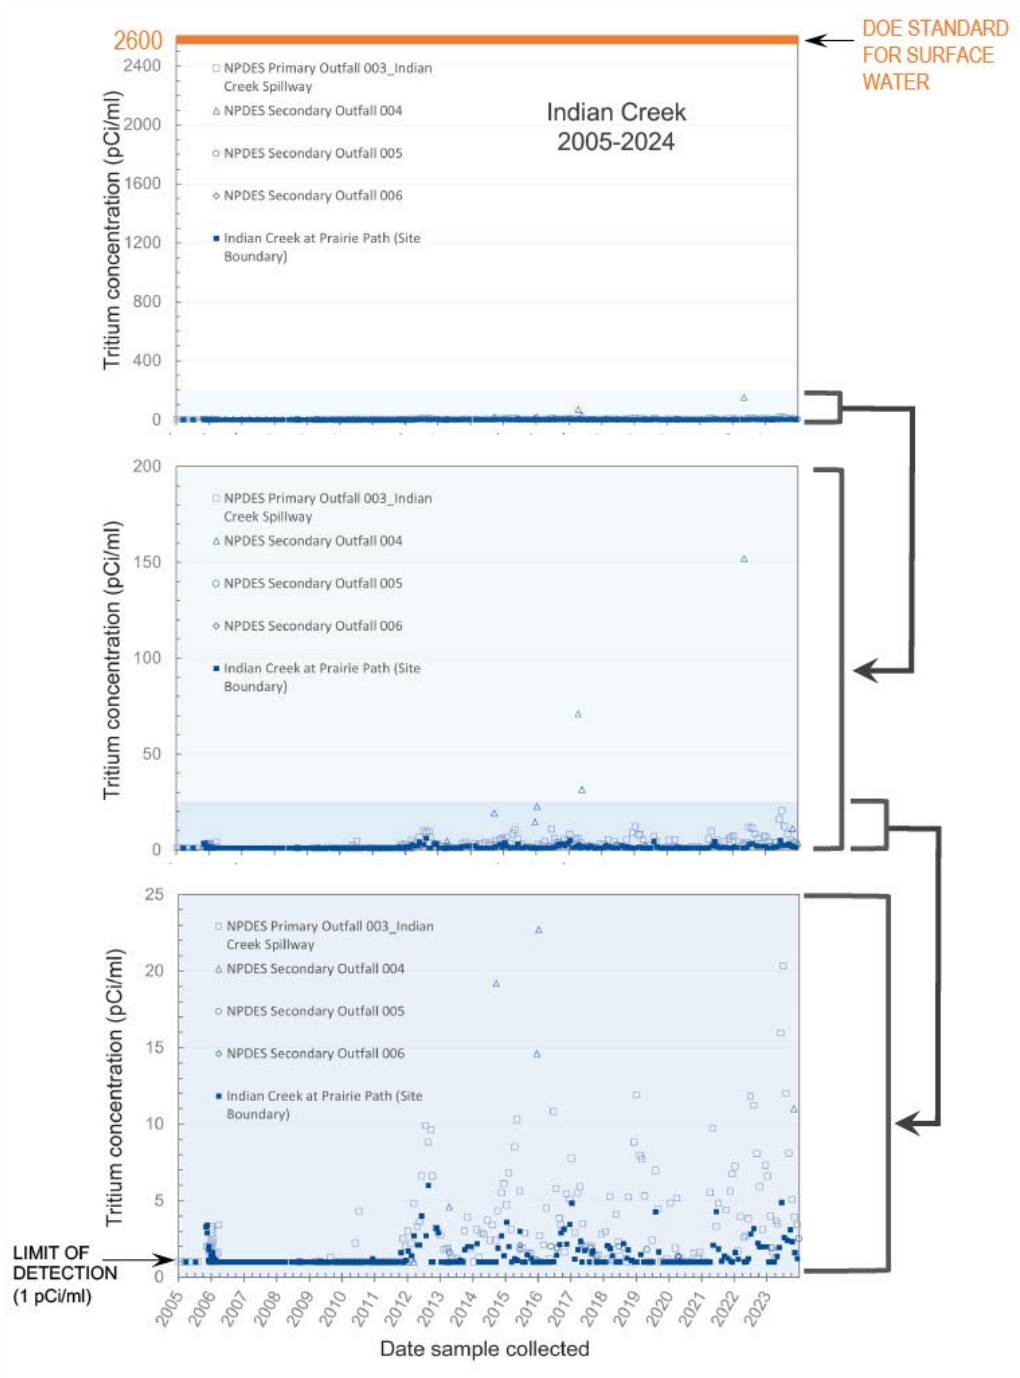 2600
DOE STANDARD
FOR SURFACE
WATER
2400
2000
1600
1200
800
400
0
Tritium concentration (pCi/ml)
NPDES Primary Outfall 003_Indian
Creek Spillway
NPDES Secondary Outfall 004
NPDES Secondary Outfall 005
NPDES Secondary Outfall 006
Indian Creek at Prairie Path (Site
Boundary)
Indian Creek
2005-2024
200
150
100
50
0
Tritium concentration (pCi/ml)
NPDES Primary Outfall 003_Indian
Creek Spillway
NPDES Secondary Outfall 004
NPDES Secondary Outfall 005
NPDES Secondary Outfall 006
Indian Creek at Prairie Path (Site
Boundary)
25
20
15
10
5
0
Tritium concentration (pCi/ml)
NPDES Primary Outfall 003_Indian
Creek Spillway
NPDES Secondary Outfall 004
NPDES Secondary Outfall 005
NPDES Secondary Outfall 006
Indian Creek at Prairie Path (Site
Boundary)
LIMIT OF
DETECTION
(1 pCi/ml)
2005 2006 2007 2008 2009 2010 2011 2012 2013 2014 2015 2016 2017 2018 2019 2020 2021 2022 2023
Date sample collected